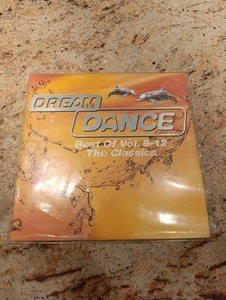 DREAM
DANCE
Best Of Vol. 9-12
The Classics